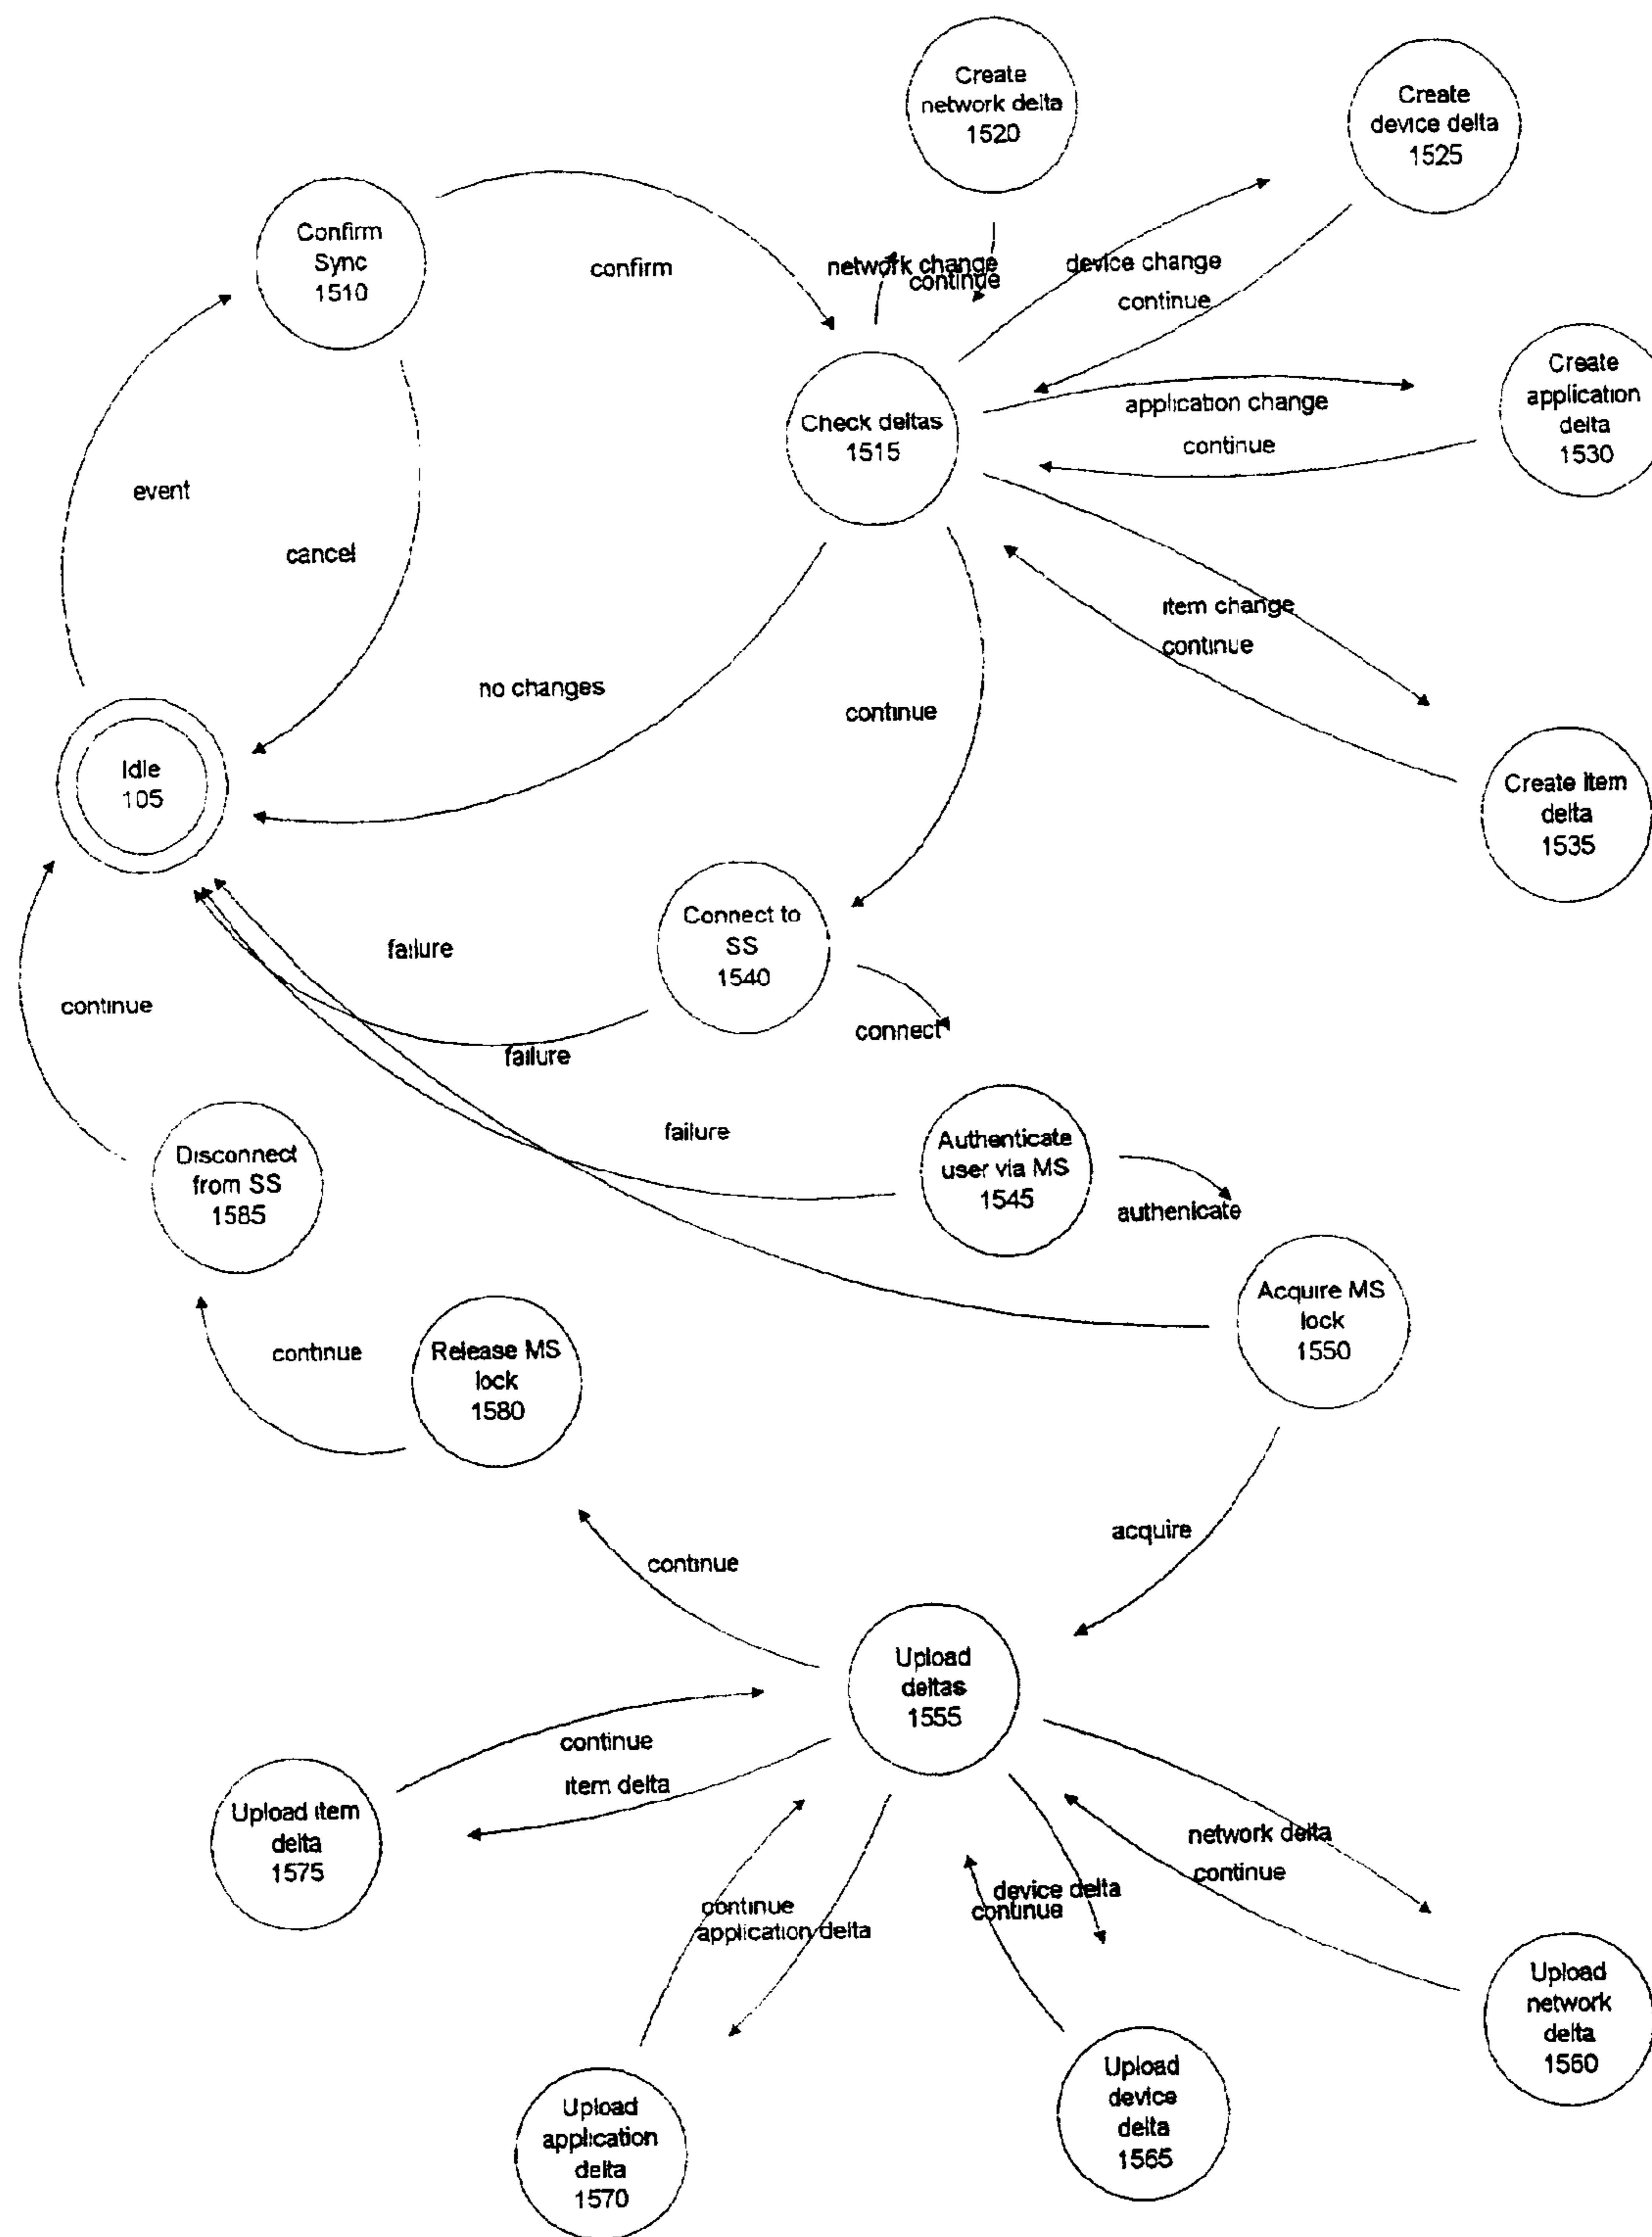 Create
network delta
1520
Create
device delta
1525
Confirm
Sync
1510
confirm
network change
continue
device change
continue
Create
application
delta
1530
application change
continue
Check deltas
1515
event
cancel
item change
continue
no changes
continue
Idle
105
Create item
delta
1535
Connect to
SS
1540
failure
continue
connect
failure
failure
Authenticate
user via MS
1545
authenicate
Disconnect
from SS
1585
Acquire MS
lock
1550
continue
Release MS
lock
1580
acquire
continue
Upload
deltas
1555
continue
item delta
Upload item
delta
1575
network delta
continue
device delta
continue
continue
application delta
Upload
network
delta
1560
Upload
device
delta
1565
Upload
application
delta
1570